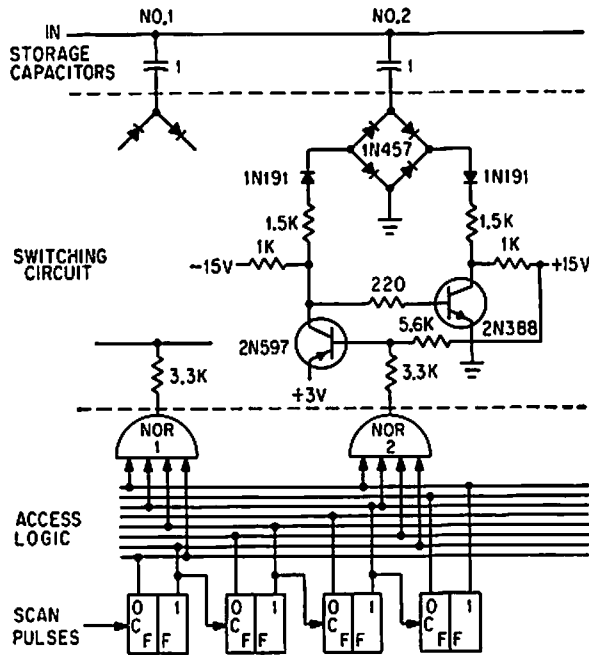 NO.1 NO.2
IN
STORAGE
CAPACITORS
1 1
1N457
1N191 1N191
1.5K 1.5K
1K 1K
-15V +15V
SWITCHING
CIRCUIT
220
5.6K
2N388
2N597
3.3K 3.3K
+3V
NOR
1
NOR
2
ACCESS
LOGIC
0 1 0 1 0 1 0 1
C C C C
F F F F F F F F
SCAN
PULSES